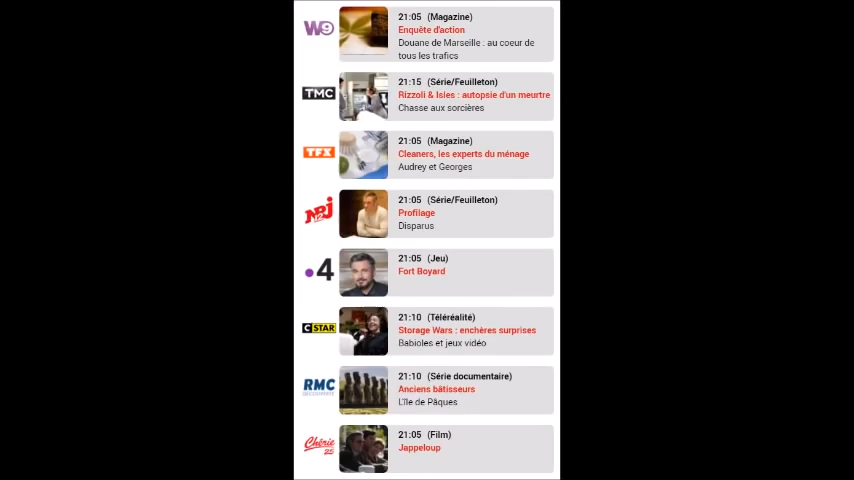 W9
21:05 (Magazine)
Enquête d'action
Douane de Marseille : au coeur de
tous les trafics
TMC
21:15 (Série/Feuilleton)
Rizzoli & Isles : autopsie d'un meurtre
Chasse aux sorcières
TFX
21:05 (Magazine)
Cleaners, les experts du ménage
Audrey et Georges
NRJ 12
21:05 (Série/Feuilleton)
Profilage
Disparus
4
21:05 (Jeu)
Fort Boyard
CSTAR
21:10 (Téléréalité)
Storage Wars : enchères surprises
Babioles et jeux vidéo
RMC
DÉCOUVERTE
21:10 (Série documentaire)
Anciens bâtisseurs
L'île de Pâques
Chérie
25
21:05 (Film)
Jappeloup